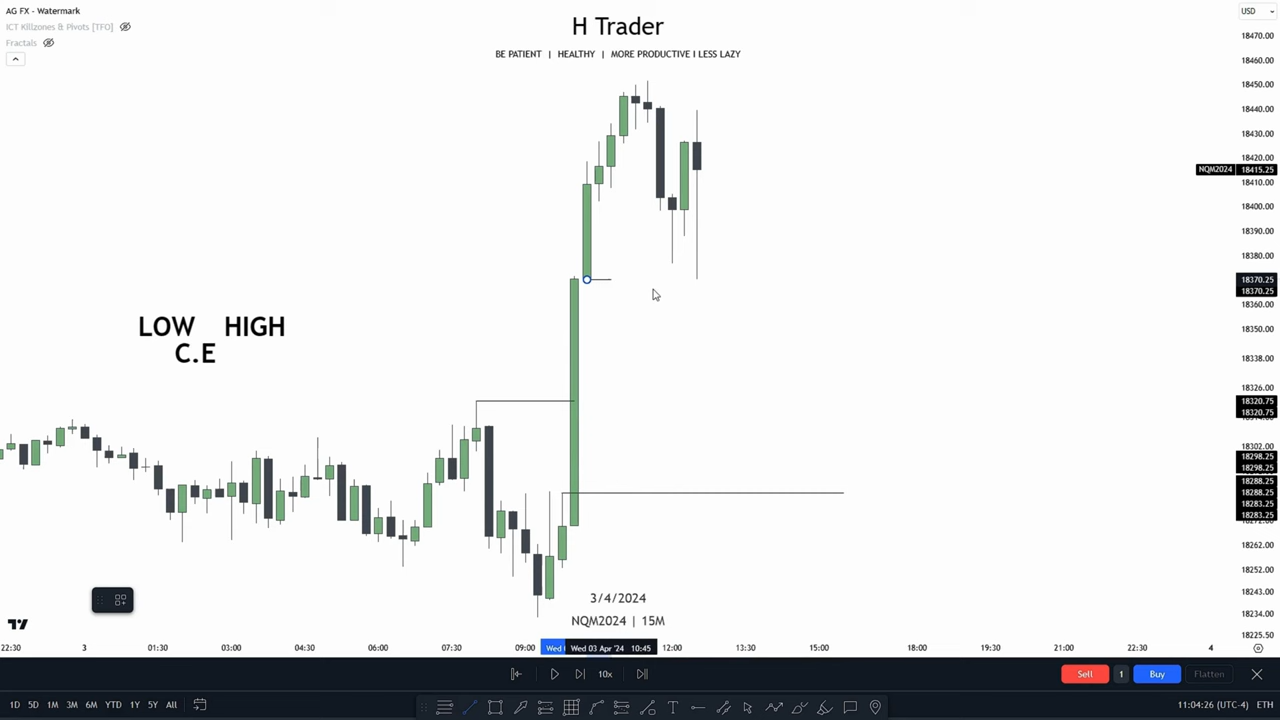 AG FX - Watermark
ICT Killzones & Pivots [TFO]
Fractals
H Trader
BE PATIENT | HEALTHY | MORE PRODUCTIVE I LESS LAZY
USD
18470.00
18460.00
18450.00
18440.00
18430.00
18420.00
NQM2024 18415.25
18410.00
18400.00
18390.00
18380.00
18370.25
18370.25
18360.00
18350.00
18338.00
18326.00
18320.75
18320.75
18302.00
18298.25
18298.25
18288.25
18288.25
18283.25
18283.25
18262.00
18252.00
18243.00
18234.00
18225.50
LOW HIGH
C.E
3/4/2024
NQM2024 | 15M
22:30 3 01:30 03:00 04:30 06:00 07:30 09:00 Wed Wed 03 Apr '24 10:45 12:00 13:30 15:00 18:00 19:30 21:00 22:30 4
10x
Sell 1 Buy Flatten
1D 5D 1M 3M 6M YTD 1Y 5Y All
11:04:26 (UTC-4) ETH